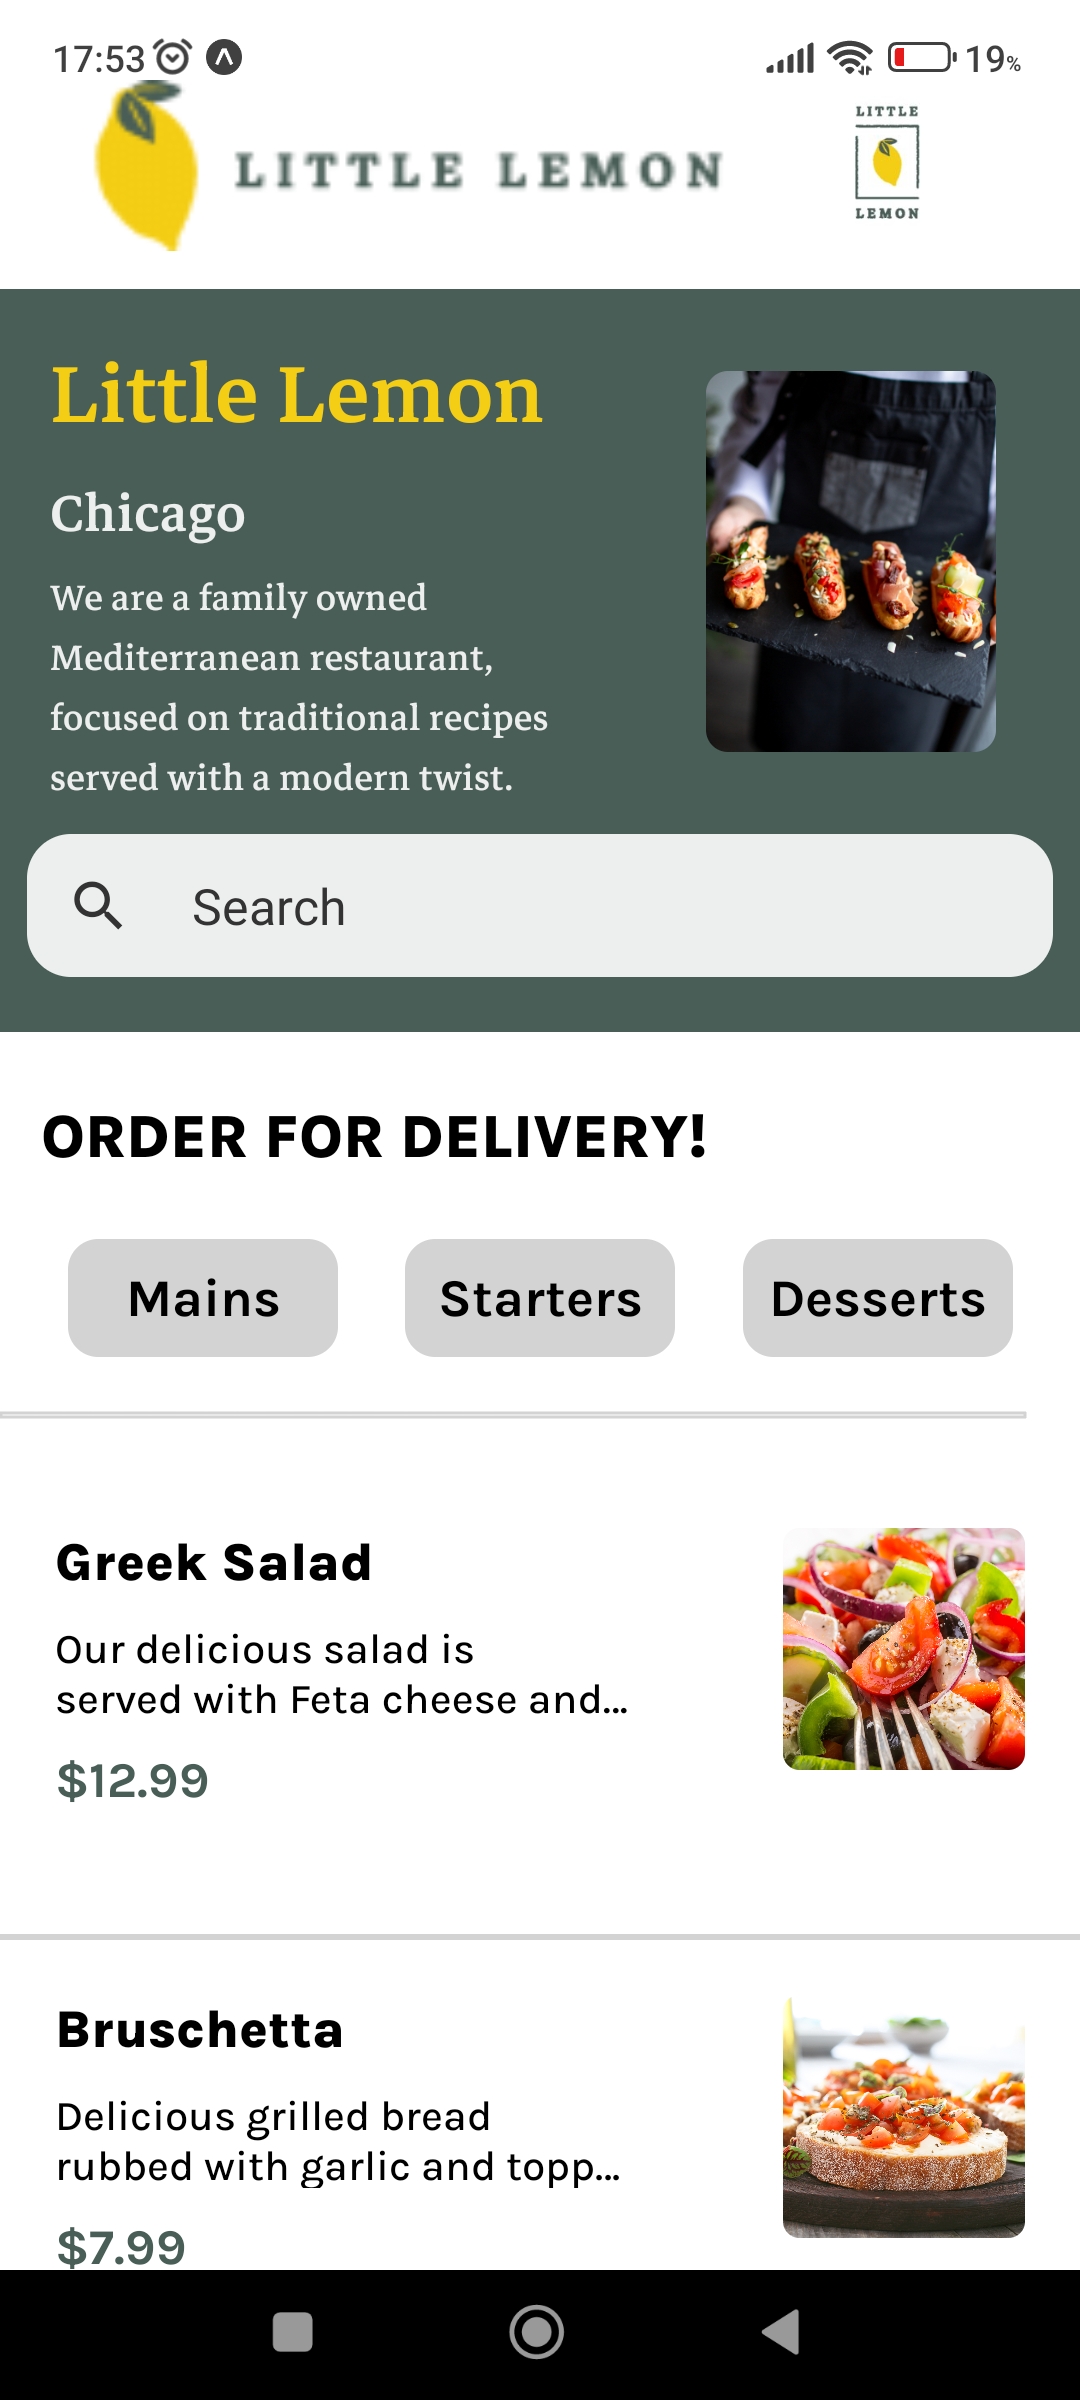 17:53
19%
LITTLE LEMON
LITTLE
LEMON
Little Lemon
Chicago
We are a family owned
Mediterranean restaurant,
focused on traditional recipes
served with a modern twist.
Search
ORDER FOR DELIVERY!
Mains
Starters
Desserts
Greek Salad
Our delicious salad is
served with Feta cheese and...
$12.99
Bruschetta
Delicious grilled bread
rubbed with garlic and topp...
$7.99